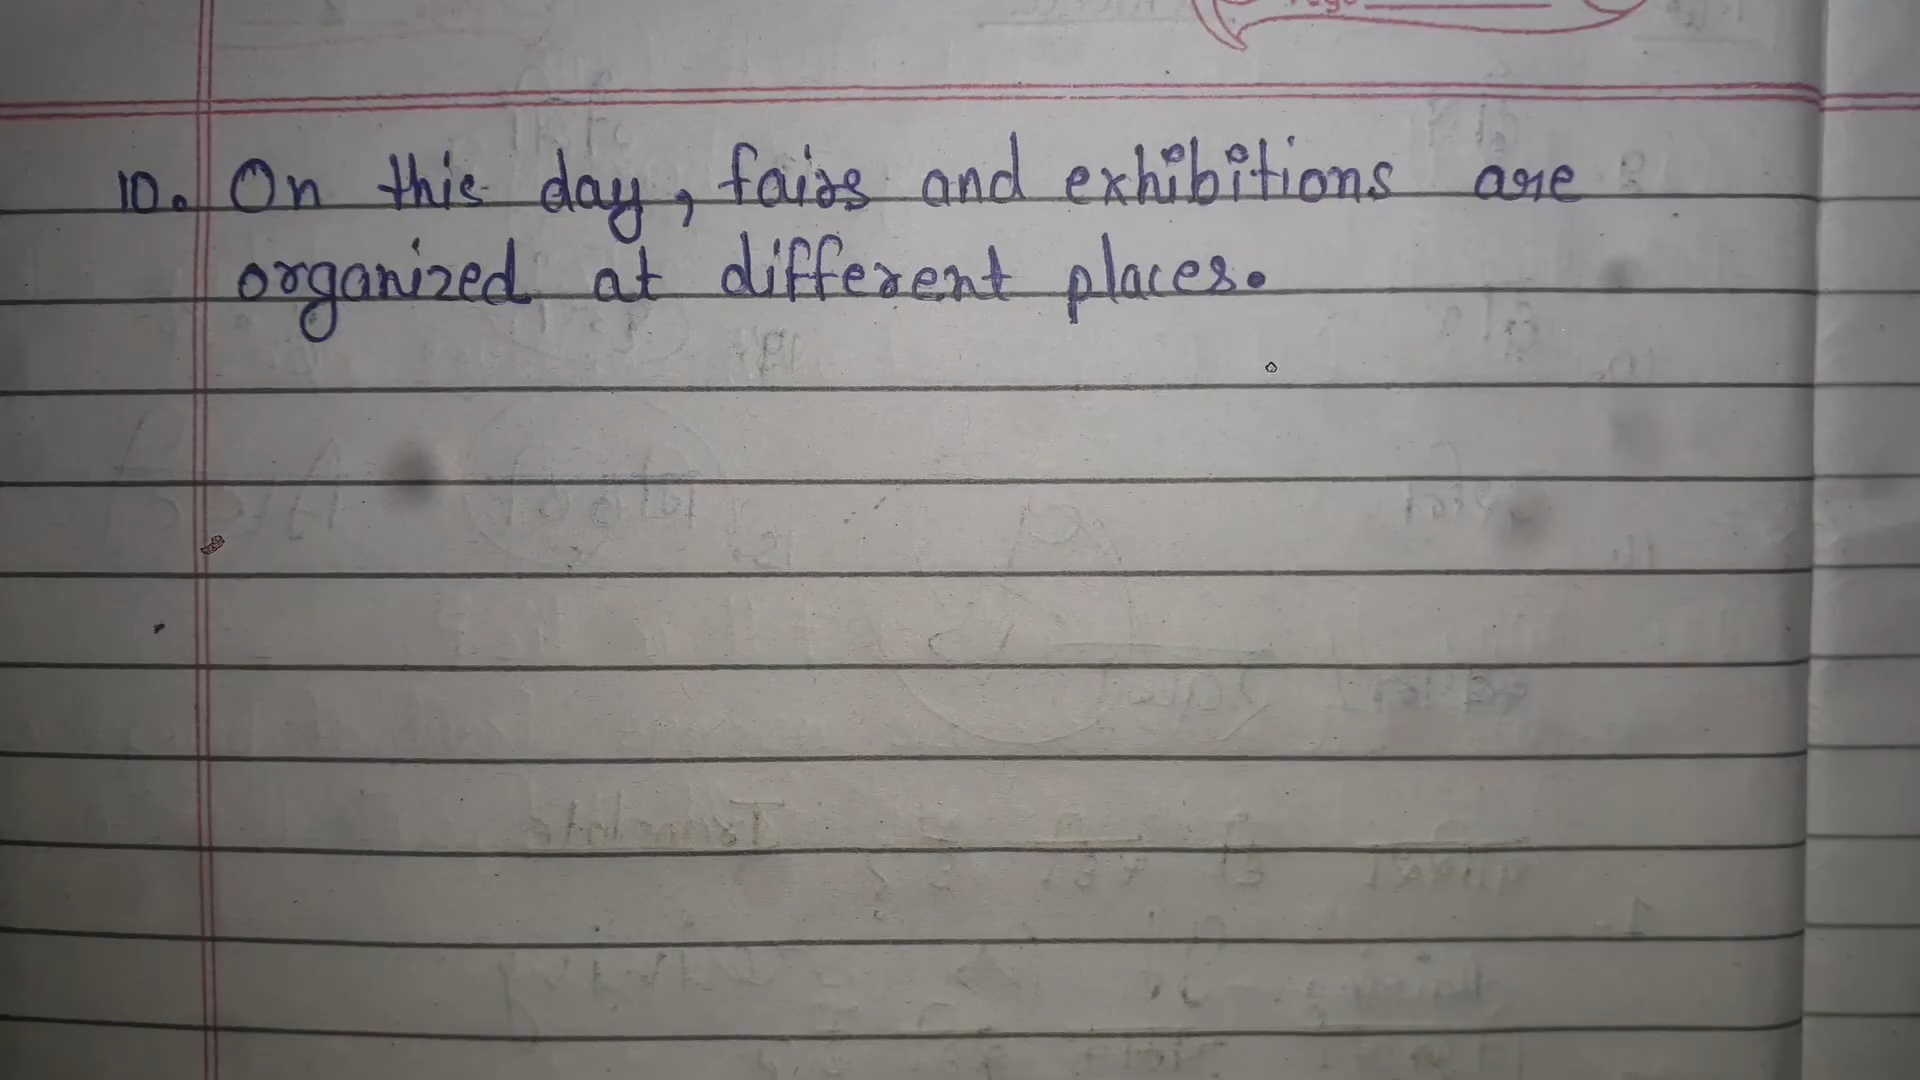 10. On this day, fairs and exhibitions are
organized at different places.